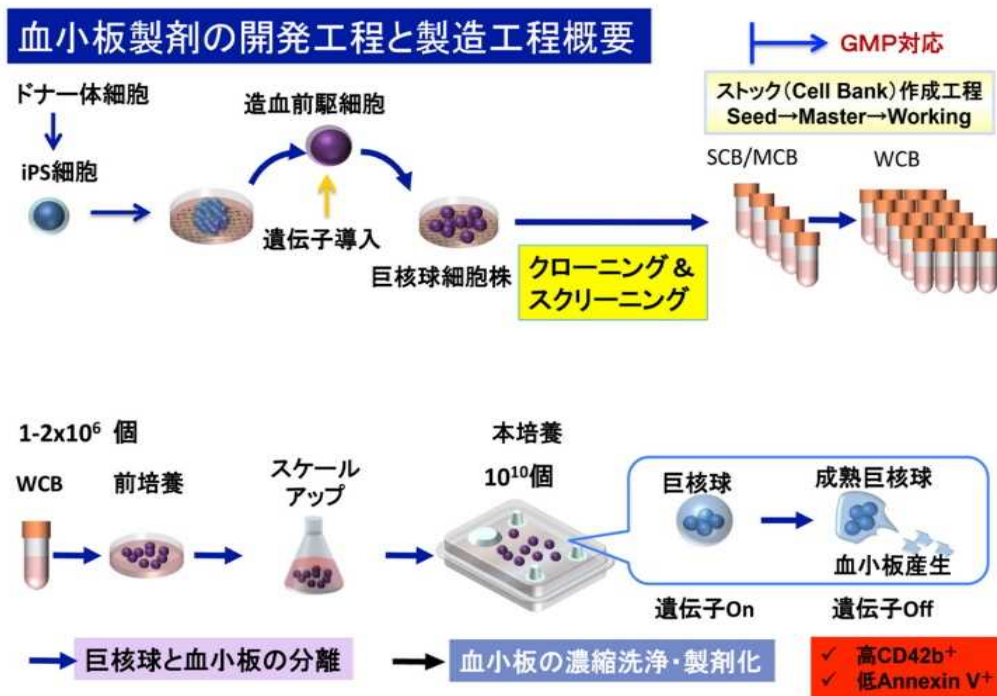 血小板製剤の開発工程と製造工程概要
GMP対応
ドナー体細胞
造血前駆細胞
ストック(Cell Bank)作成工程
Seed→Master→Working
iPS細胞
SCB/MCB
WCB
遺伝子導入
巨核球細胞株
クローニング &
スクリーニング
1-2x10⁶ 個
WCB
前培養
スケール
アップ
本培養
10¹⁰個
巨核球
成熟巨核球
血小板産生
遺伝子On
遺伝子Off
巨核球と血小板の分離
血小板の濃縮洗浄・製剤化
✓ 高CD42b⁺
✓ 低Annexin V⁺